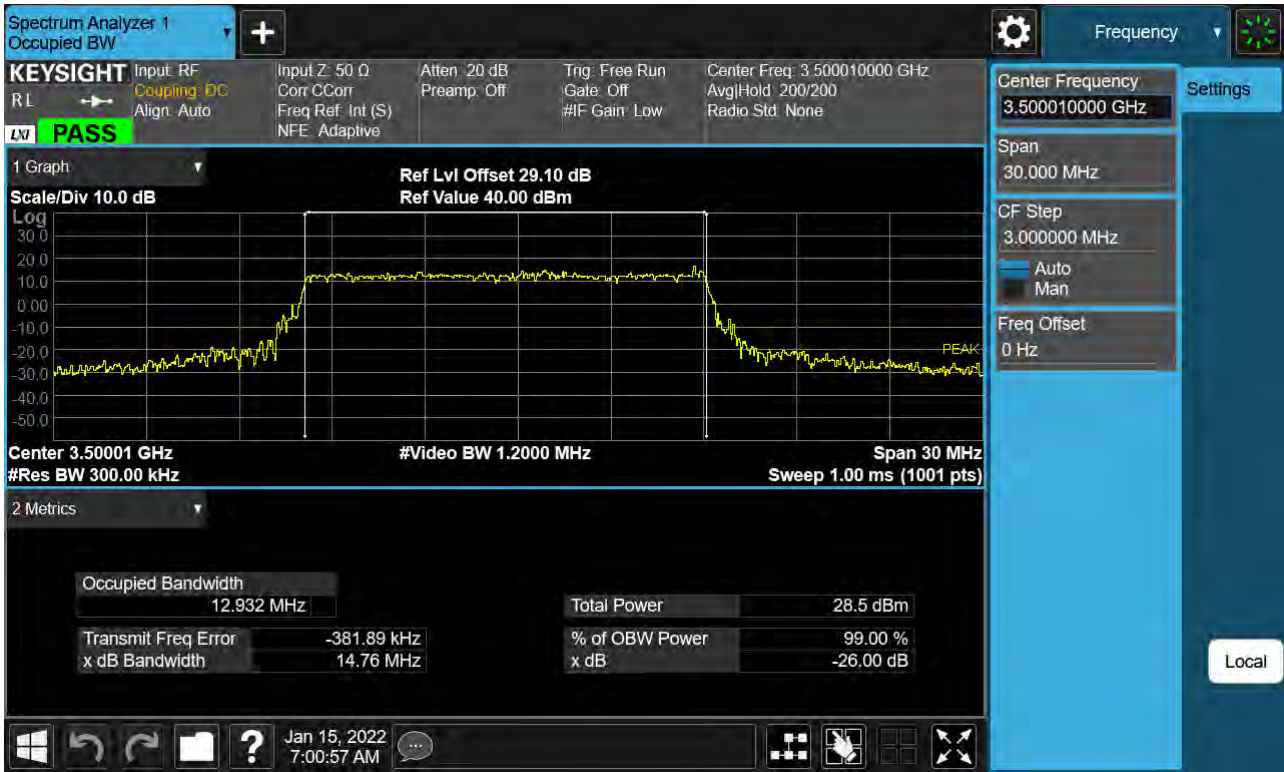 Spectrum Analyzer 1
Occupied BW
Frequency
KEYSIGHT
RL
LXI
PASS
Input: RF
Coupling: DC
Align: Auto
Input Z: 50 Ω
Corr CCorr
Freq Ref: Int (S)
NFE: Adaptive
Atten: 20 dB
Preamp: Off
Trig: Free Run
Gate: Off
#IF Gain: Low
Center Freq: 3.500010000 GHz
Avg|Hold: 200/200
Radio Std: None
Center Frequency
3.500010000 GHz
Settings
Span
30.000 MHz
CF Step
3.000000 MHz
Auto
Man
Freq Offset
0 Hz
Local
1 Graph
Scale/Div 10.0 dB
Ref Lvl Offset 29.10 dB
Ref Value 40.00 dBm
Log
30.0
20.0
10.0
0.00
-10.0
-20.0
-30.0
-40.0
-50.0
PEAK
Center 3.50001 GHz
#Video BW 1.2000 MHz
Span 30 MHz
#Res BW 300.00 kHz
Sweep 1.00 ms (1001 pts)
2 Metrics
Occupied Bandwidth
12.932 MHz
Total Power 28.5 dBm
Transmit Freq Error -381.89 kHz
% of OBW Power 99.00 %
x dB Bandwidth 14.76 MHz
x dB -26.00 dB
?
Jan 15, 2022
7:00:57 AM